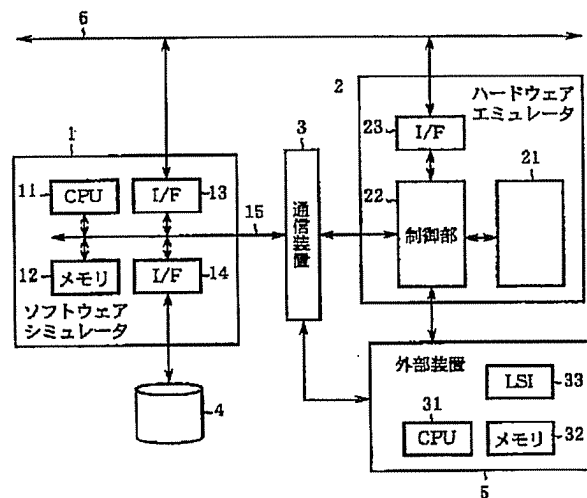 6
2
ハードウェア
エミュレータ
23
I/F
1
3
11
CPU
I/F
13
15
通信装置
22
制御部
21
12
メモリ
I/F
14
ソフトウェア
シミュレータ
外部装置
LSI
33
31
CPU
メモリ
32
4
5